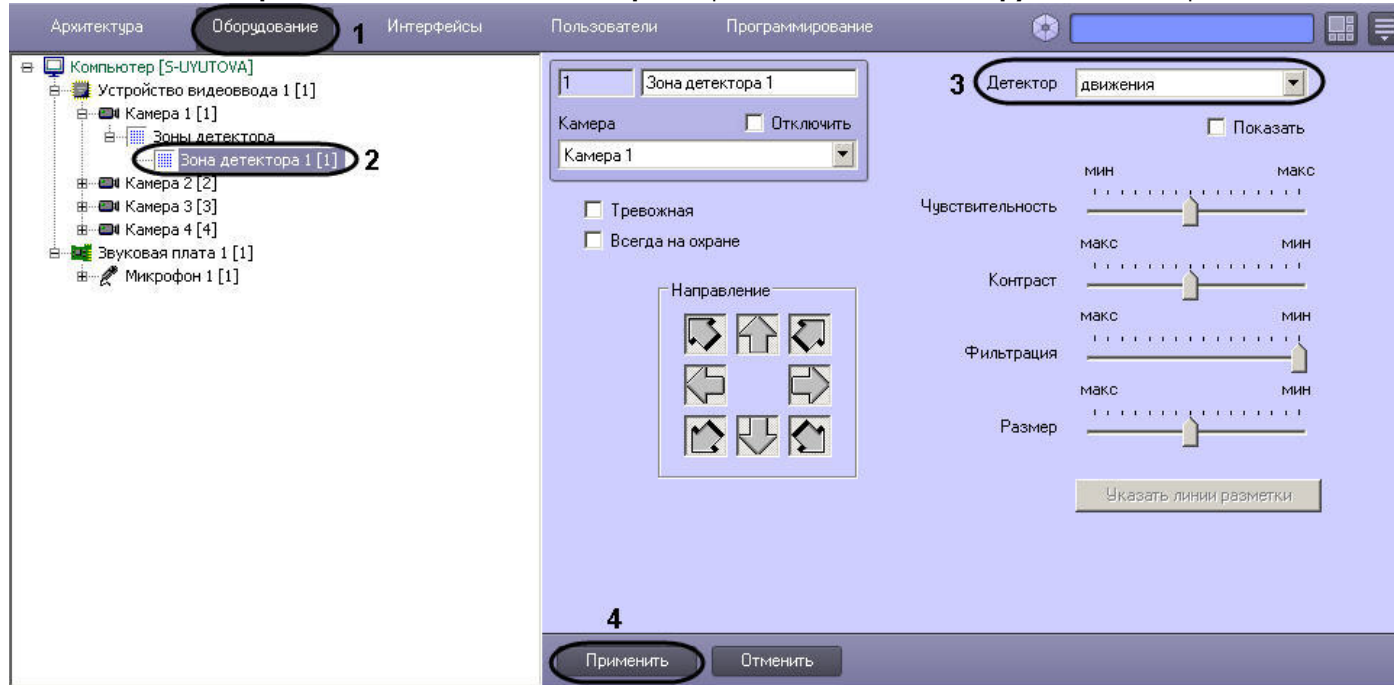 Архитектура Оборудование 1 Интерфейсы Пользователи Программирование
Компьютер [S-UYUTOVA]
Устройство видеоввода 1 [1]
Камера 1 [1]
Зоны детектора
Зона детектора 1 [1] 2
Камера 2 [2]
Камера 3 [3]
Камера 4 [4]
Звуковая плата 1 [1]
Микрофон 1 [1]
1 Зона детектора 1
Камера Отключить
Камера 1
Тревожная
Всегда на охране
Направление
3 Детектор движения
Показать
мин макс
Чувствительность
макс мин
Контраст
макс мин
Фильтрация
макс мин
Размер
Указать линии разметки
4
Применить Отменить